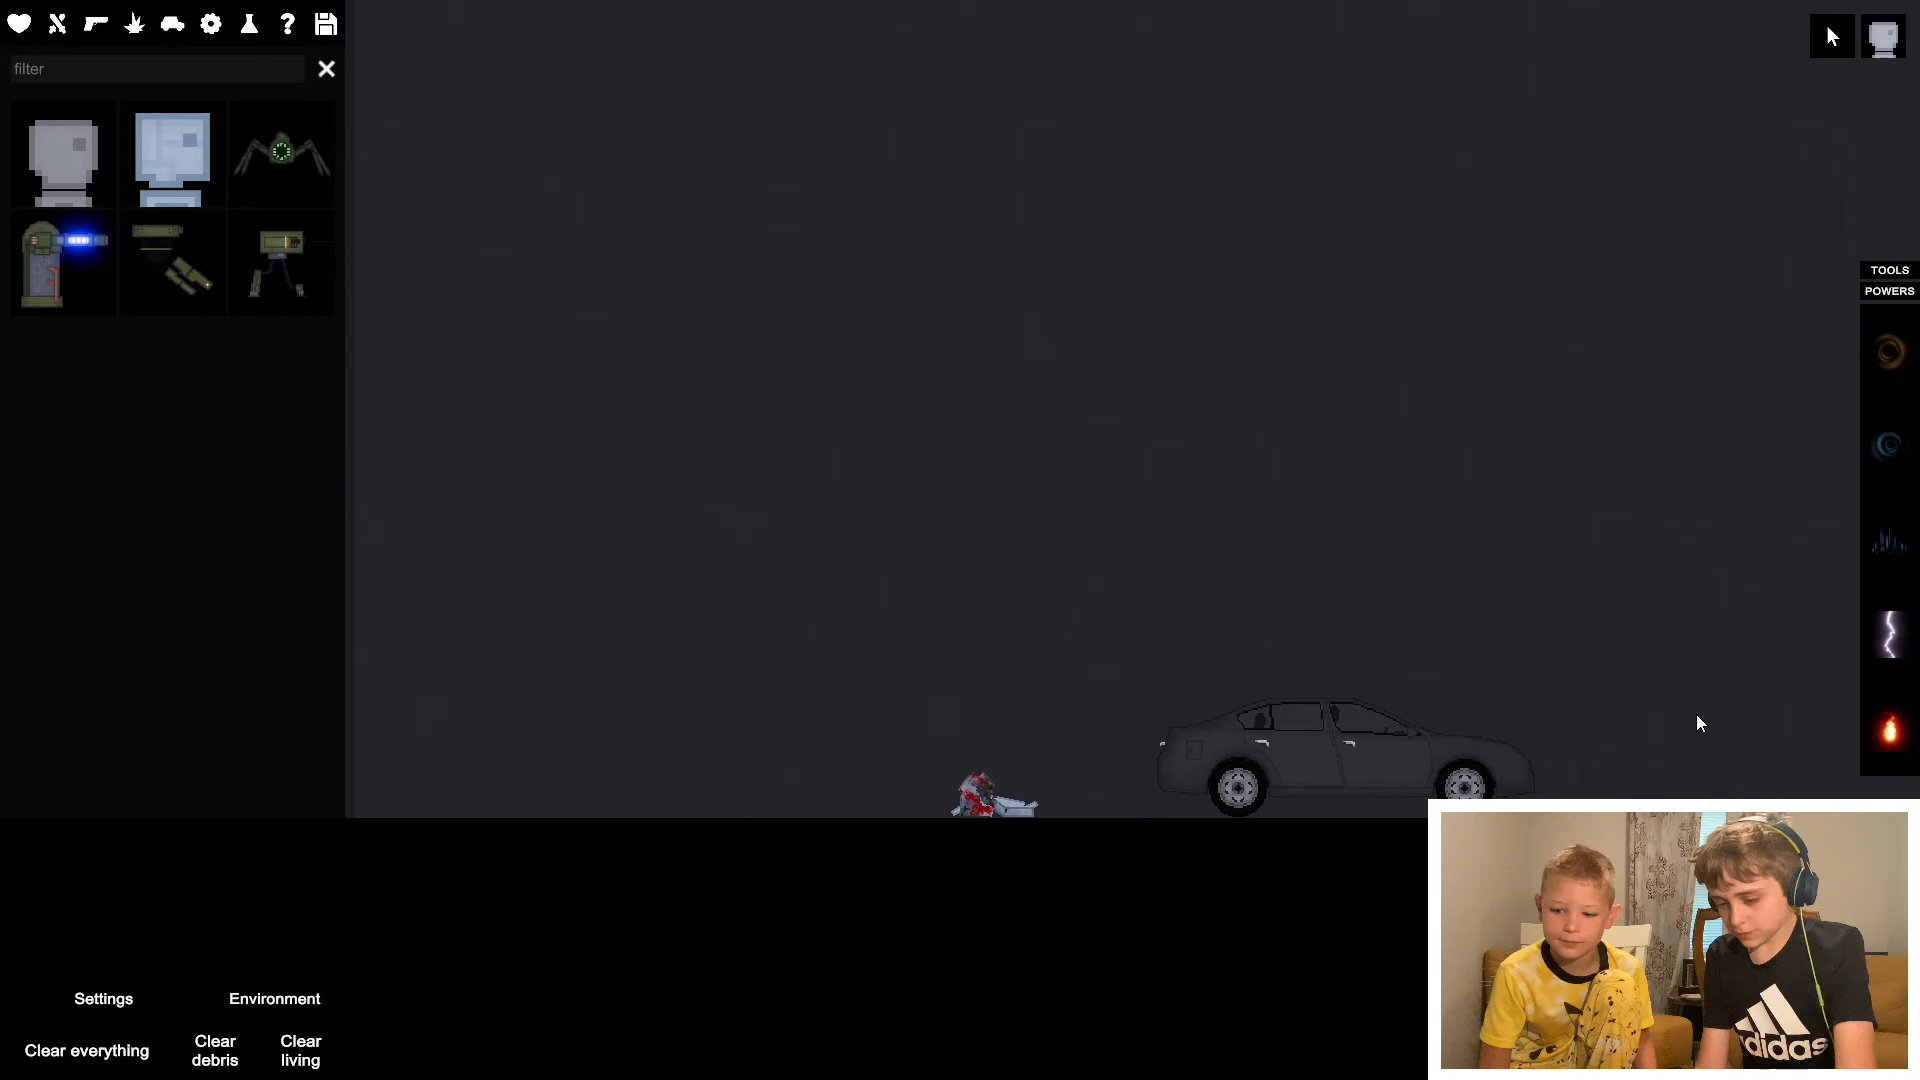 filter
TOOLS
POWERS
Settings
Environment
Clear everything
Clear
debris
Clear
living
adidas